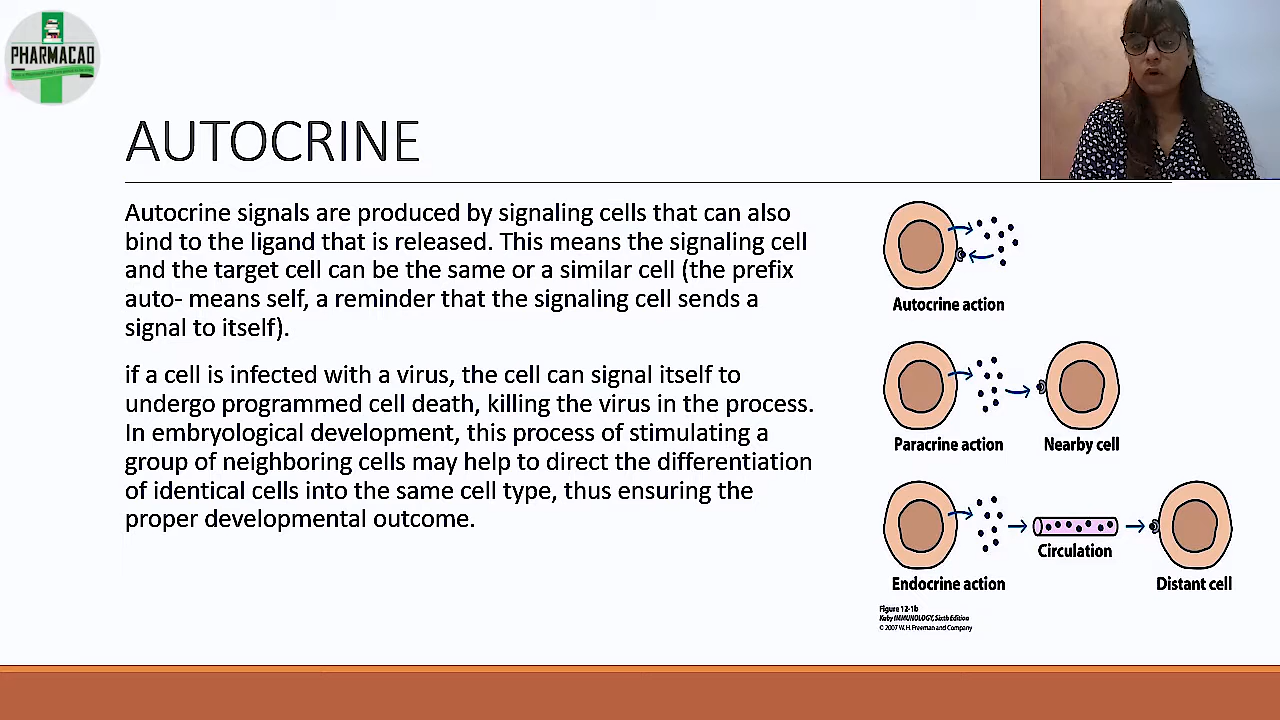 PHARMACAD
AUTOCRINE
Autocrine signals are produced by signaling cells that can also
bind to the ligand that is released. This means the signaling cell
and the target cell can be the same or a similar cell (the prefix
auto- means self, a reminder that the signaling cell sends a
signal to itself).
if a cell is infected with a virus, the cell can signal itself to
undergo programmed cell death, killing the virus in the process.
In embryological development, this process of stimulating a
group of neighboring cells may help to direct the differentiation
of identical cells into the same cell type, thus ensuring the
proper developmental outcome.
Autocrine action
Paracrine action
Nearby cell
Circulation
Endocrine action
Distant cell
Figure 12-1b
Kuby IMMUNOLOGY, Sixth Edition
© 2007 W.H. Freeman and Company